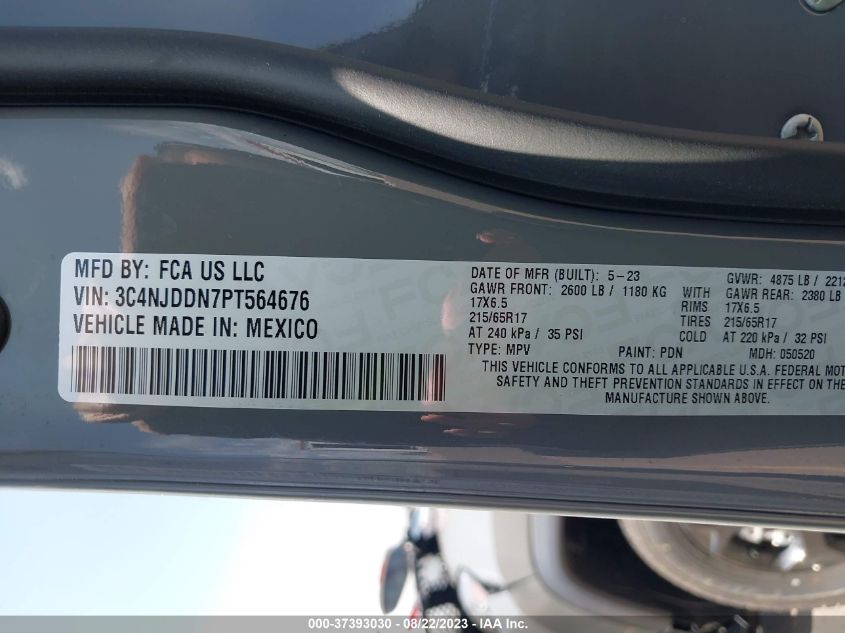 MFD BY: FCA US LLC
VIN: 3C4NJDDN7PT564676
VEHICLE MADE IN: MEXICO
DATE OF MFR (BUILT): 5-23 GVWR: 4875 LB / 2212
GAWR FRONT: 2600 LB / 1180 KG WITH GAWR REAR: 2380 LB
17X6.5 RIMS 17X6.5
215/65R17 TIRES 215/65R17
AT 240 kPa / 35 PSI COLD AT 220 kPa / 32 PSI
TYPE: MPV PAINT: PDN MDH: 050520
THIS VEHICLE CONFORMS TO ALL APPLICABLE U.S.A. FEDERAL MOT
SAFETY AND THEFT PREVENTION STANDARDS IN EFFECT ON THE
MANUFACTURE SHOWN ABOVE.
000-37393030 - 08/22/2023 - IAA Inc.